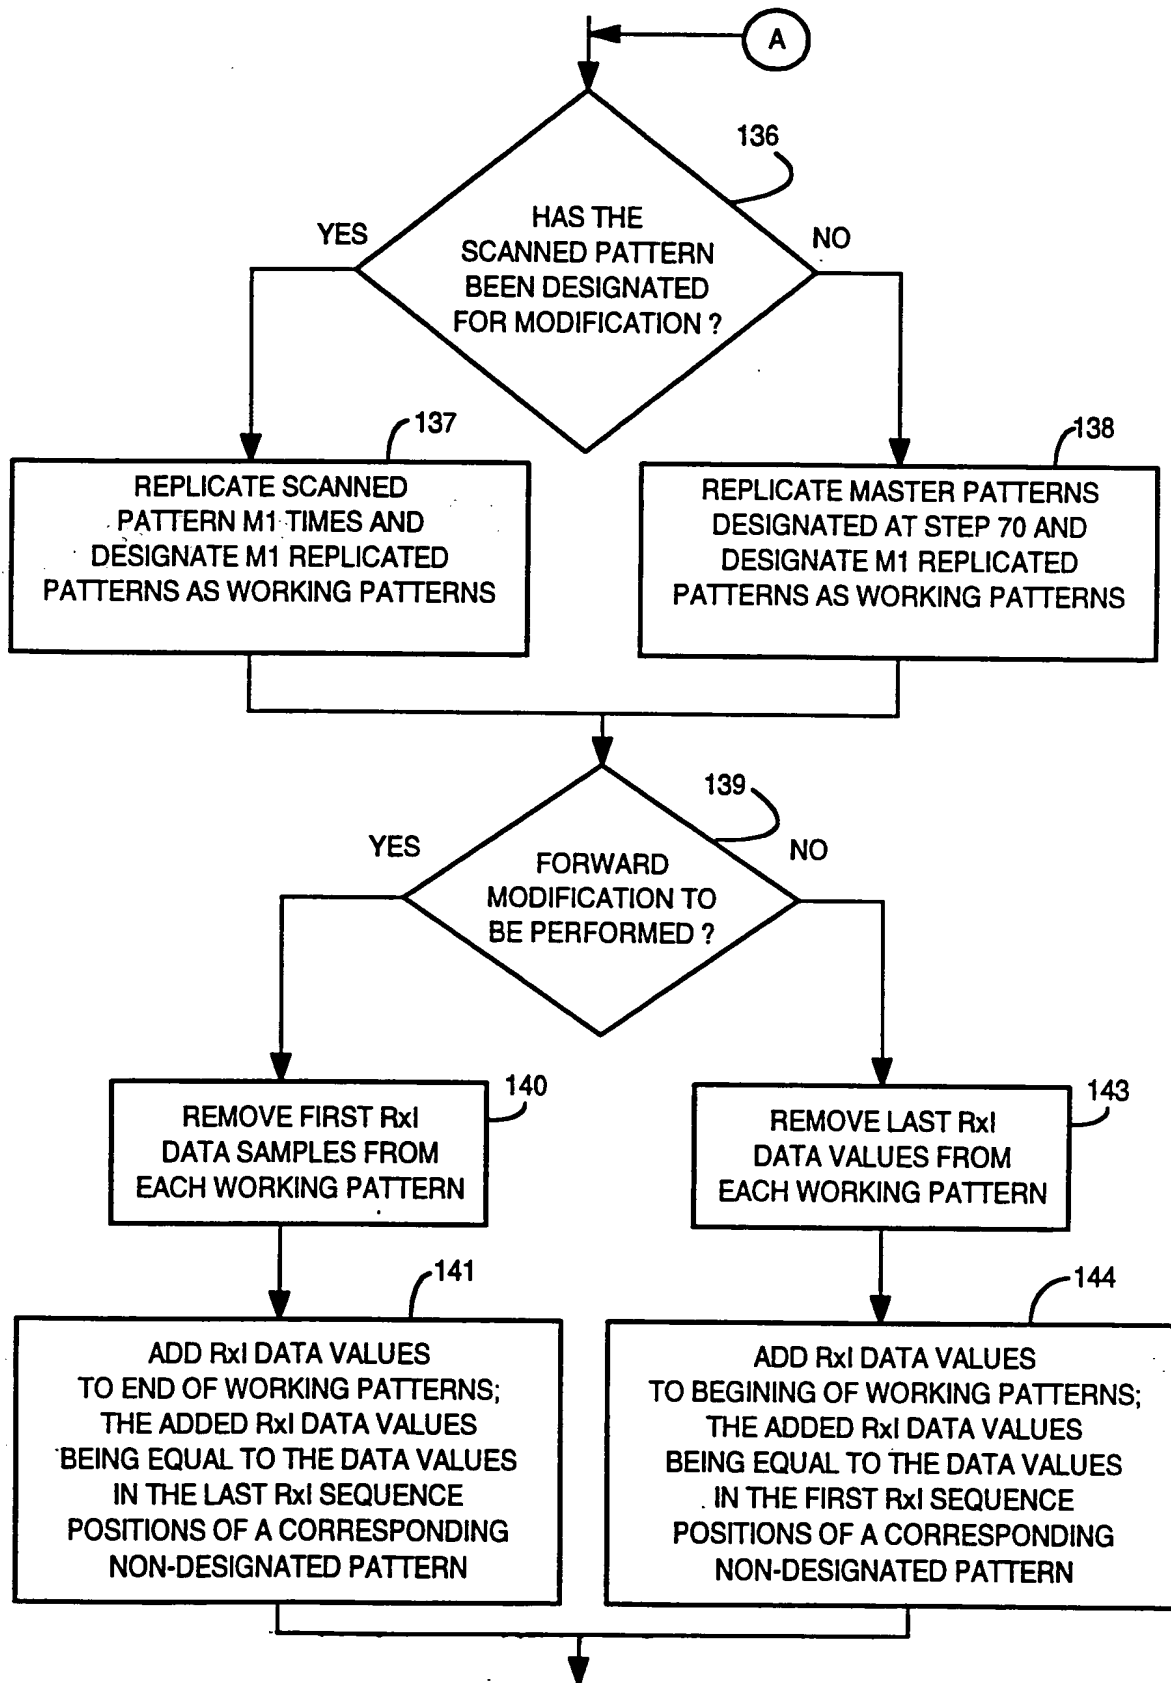 A
136
HAS THE
SCANNED PATTERN
BEEN DESIGNATED
FOR MODIFICATION ?
YES
NO
137
REPLICATE SCANNED
PATTERN M1 TIMES AND
DESIGNATE M1 REPLICATED
PATTERNS AS WORKING PATTERNS
138
REPLICATE MASTER PATTERNS
DESIGNATED AT STEP 70 AND
DESIGNATE M1 REPLICATED
PATTERNS AS WORKING PATTERNS
139
YES
NO
FORWARD
MODIFICATION TO
BE PERFORMED ?
140
REMOVE FIRST RxI
DATA SAMPLES FROM
EACH WORKING PATTERN
143
REMOVE LAST RxI
DATA VALUES FROM
EACH WORKING PATTERN
141
ADD RxI DATA VALUES
TO END OF WORKING PATTERNS;
THE ADDED RxI DATA VALUES
BEING EQUAL TO THE DATA VALUES
IN THE LAST RxI SEQUENCE
POSITIONS OF A CORRESPONDING
NON-DESIGNATED PATTERN
144
ADD RxI DATA VALUES
TO BEGINING OF WORKING PATTERNS;
THE ADDED RxI DATA VALUES
BEING EQUAL TO THE DATA VALUES
IN THE FIRST RxI SEQUENCE
POSITIONS OF A CORRESPONDING
NON-DESIGNATED PATTERN